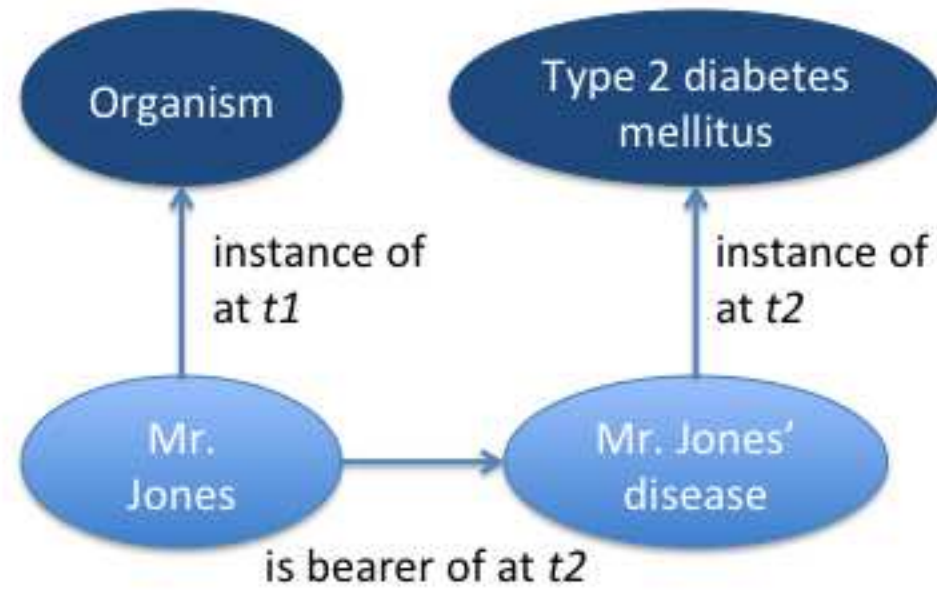 Organism
Type 2 diabetes
mellitus
instance of
at t1
instance of
at t2
Mr.
Jones
Mr. Jones’
disease
is bearer of at t2